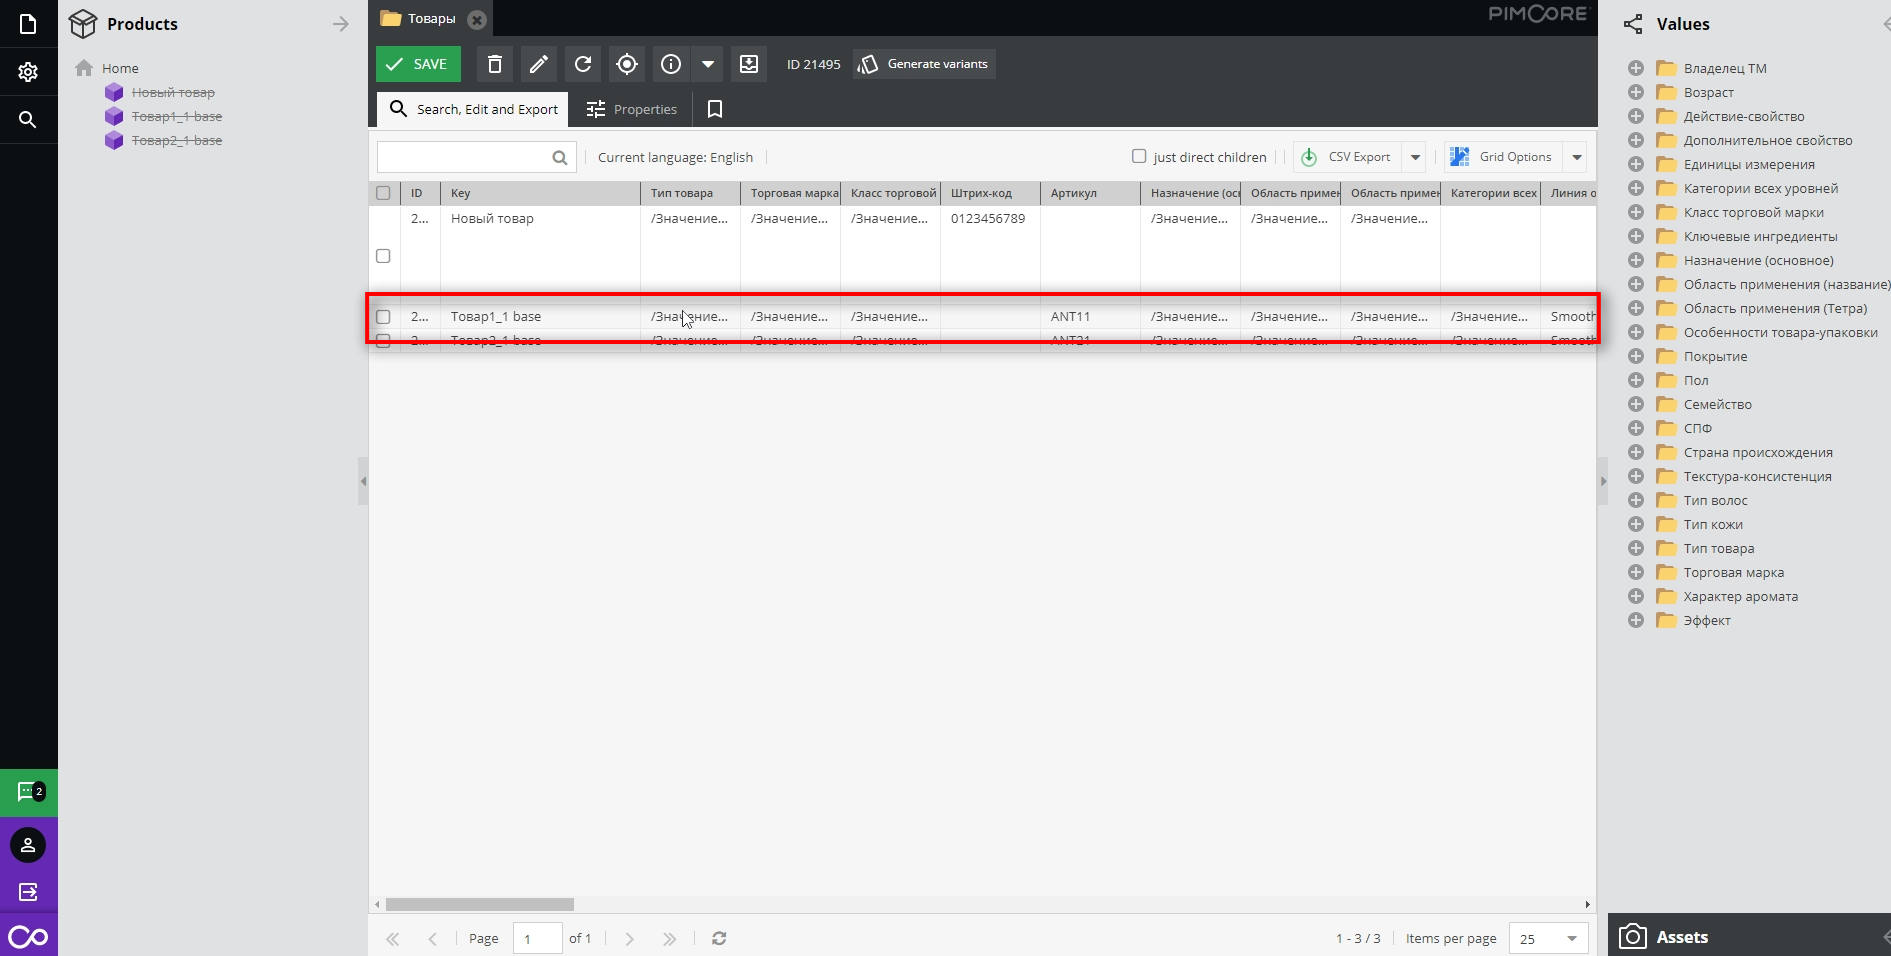 Products
Home
Новый товар
Товар1_1 base
Товар2_1 base
2
Товары
PIMCORE
SAVE
ID 21495
Generate variants
Search, Edit and Export
Properties
Current language: English
just direct children
CSV Export
Grid Options
ID Key Тип товара Торговая марка Класс торговой Штрих-код Артикул Назначение (ос Область примен Область примен Категории всех Линия о
2... Новый товар /Значение... /Значение... /Значение... 0123456789 /Значение... /Значение... /Значение...
2... Товар1_1 base /Значение... /Значение... /Значение... ANT11 /Значение... /Значение... /Значение... /Значение... Smooth
2... Товар2_1 base /Значение... /Значение... /Значение... ANT21 /Значение... /Значение... /Значение... /Значение... Smooth
Page 1 of 1
1 - 3 / 3
Items per page 25
Values
Владелец ТМ
Возраст
Действие-свойство
Дополнительное свойство
Единицы измерения
Категории всех уровней
Класс торговой марки
Ключевые ингредиенты
Назначение (основное)
Область применения (название)
Область применения (Тетра)
Особенности товара-упаковки
Покрытие
Пол
Семейство
СПФ
Страна происхождения
Текстура-консистенция
Тип волос
Тип кожи
Тип товара
Торговая марка
Характер аромата
Эффект
Assets